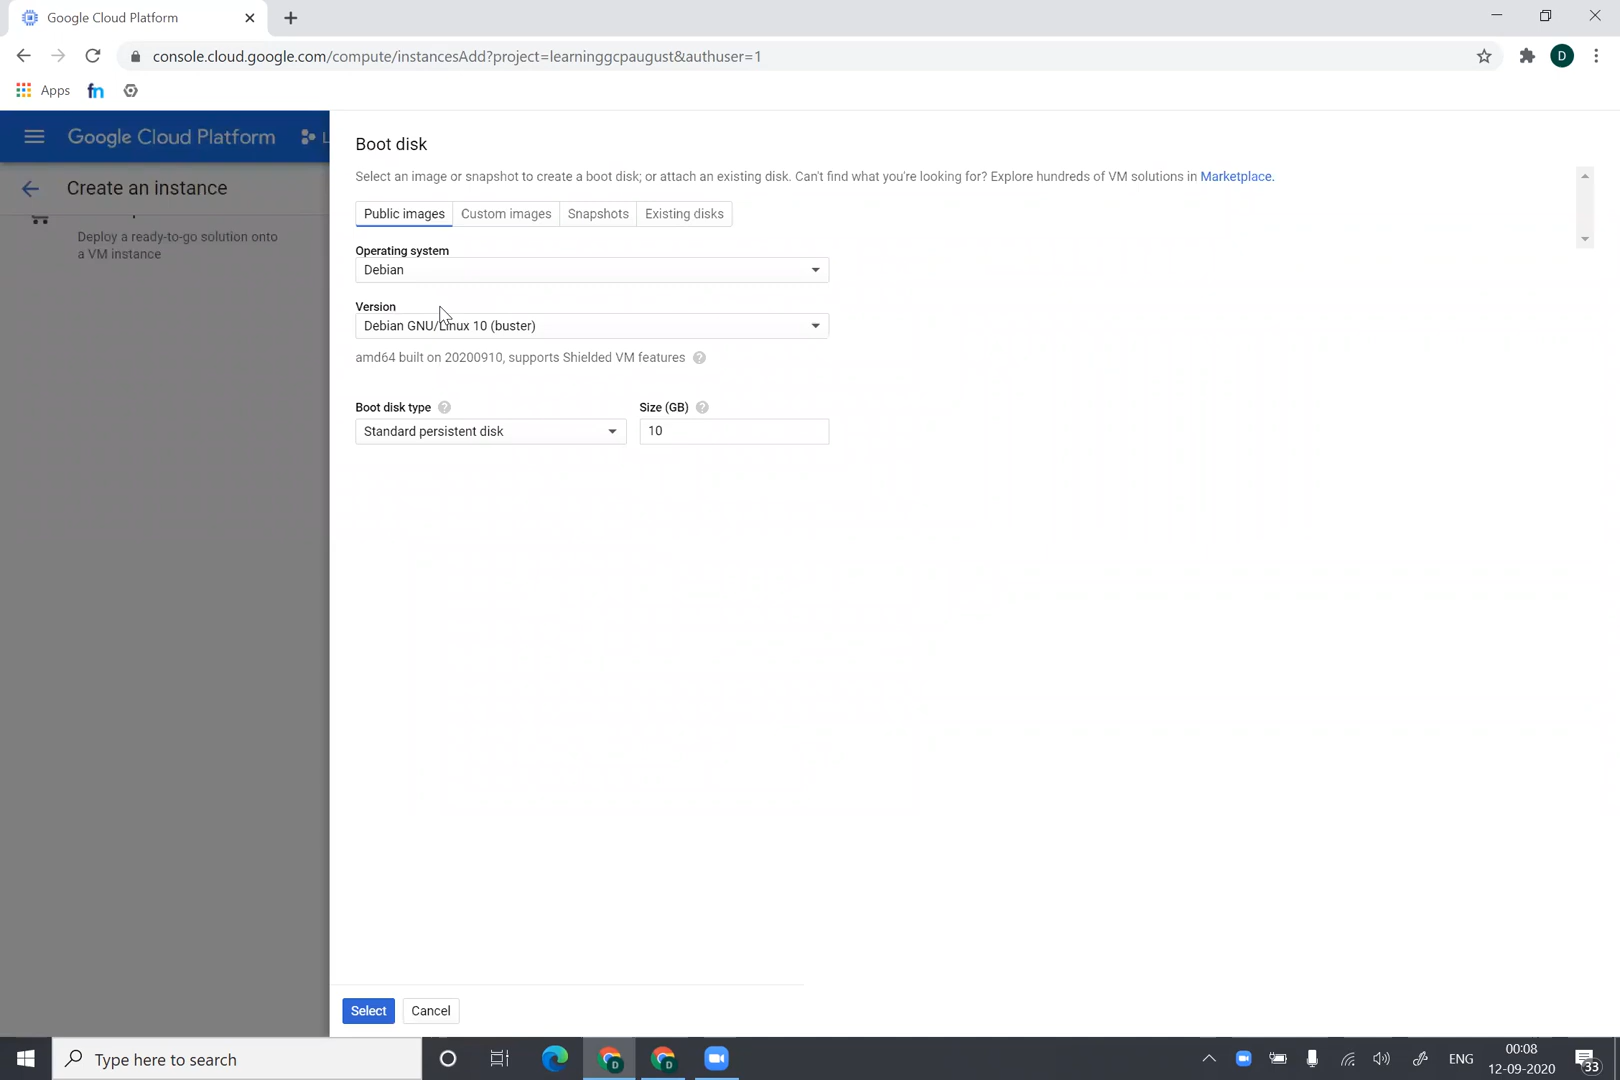 Google Cloud Platform
console.cloud.google.com/compute/instancesAdd?project=learninggcpaugust&authuser=1
D
Apps
fn
Google Cloud Platform
L
Create an instance
Deploy a ready-to-go solution onto
a VM instance
Boot disk
Select an image or snapshot to create a boot disk; or attach an existing disk. Can't find what you're looking for? Explore hundreds of VM solutions in Marketplace.
Public images
Custom images
Snapshots
Existing disks
Operating system
Debian
Version
Debian GNU/Linux 10 (buster)
amd64 built on 20200910, supports Shielded VM features ?
Boot disk type ?
Size (GB) ?
Standard persistent disk
10
Select
Cancel
Type here to search
D
D
ENG
00:08
12-09-2020
33